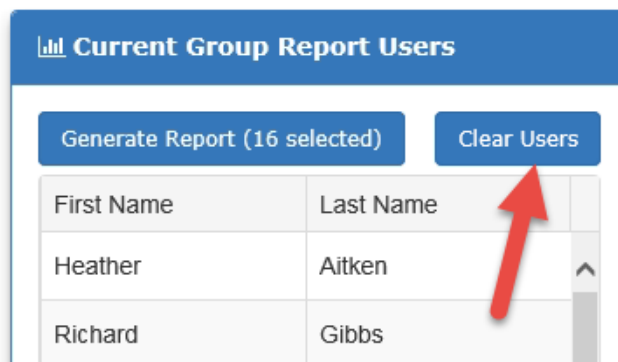 Current Group Report Users
Generate Report (16 selected) Clear Users
First Name Last Name
Heather Aitken
Richard Gibbs